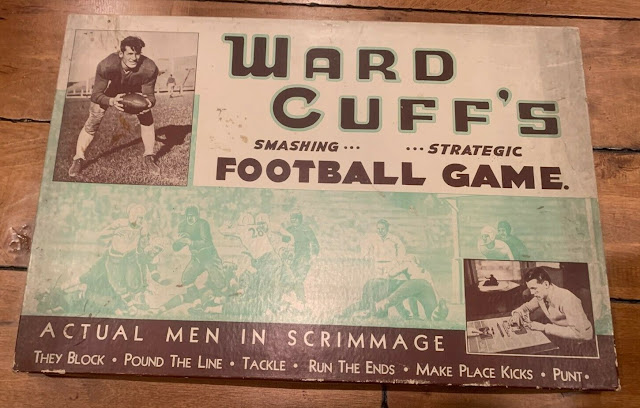 WARD
CUFF'S
SMASHING... ...STRATEGIC
FOOTBALL GAME.
28
ACTUAL MEN IN SCRIMMAGE
THEY BLOCK • POUND THE LINE • TACKLE • RUN THE ENDS • MAKE PLACE KICKS • PUNT •